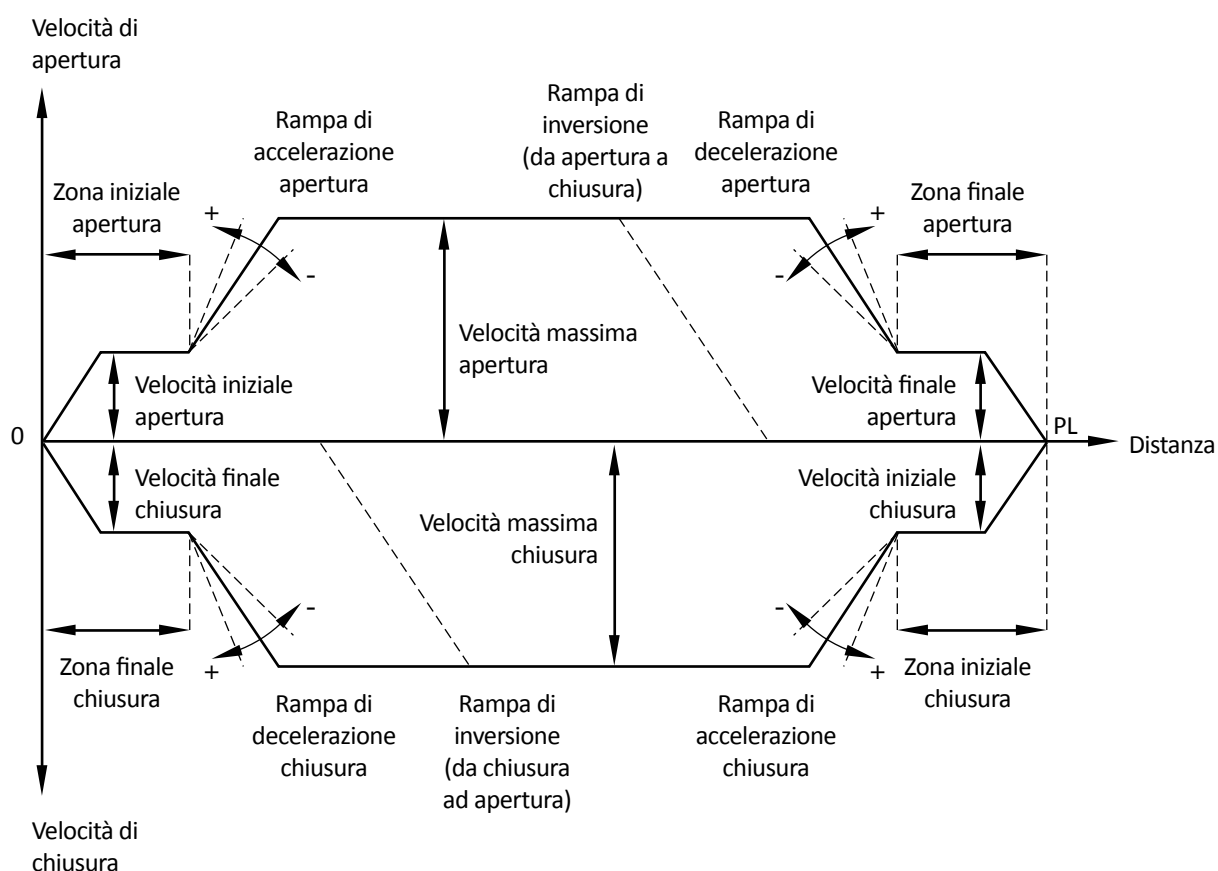 Velocità di
apertura
Rampa di
accelerazione
apertura
Rampa di
inversione
(da apertura a
chiusura)
Rampa di
decelerazione
apertura
Zona iniziale
apertura
Zona finale
apertura
+
-
+
-
Velocità massima
apertura
Velocità iniziale
apertura
Velocità finale
apertura
0
PL
Distanza
Velocità finale
chiusura
Velocità massima
chiusura
Velocità iniziale
chiusura
-
+
-
+
Zona finale
chiusura
Zona iniziale
chiusura
Rampa di
decelerazione
chiusura
Rampa di
inversione
(da chiusura
ad apertura)
Rampa di
accelerazione
chiusura
Velocità di
chiusura